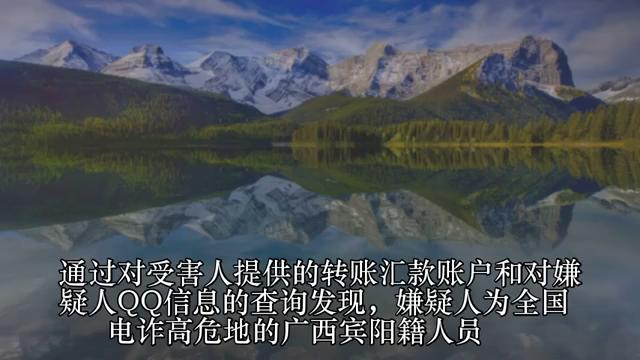 通过对受害人提供的转账汇款账户和对嫌
疑人QQ信息的查询发现，嫌疑人为全国
电诈高危地的广西宾阳籍人员